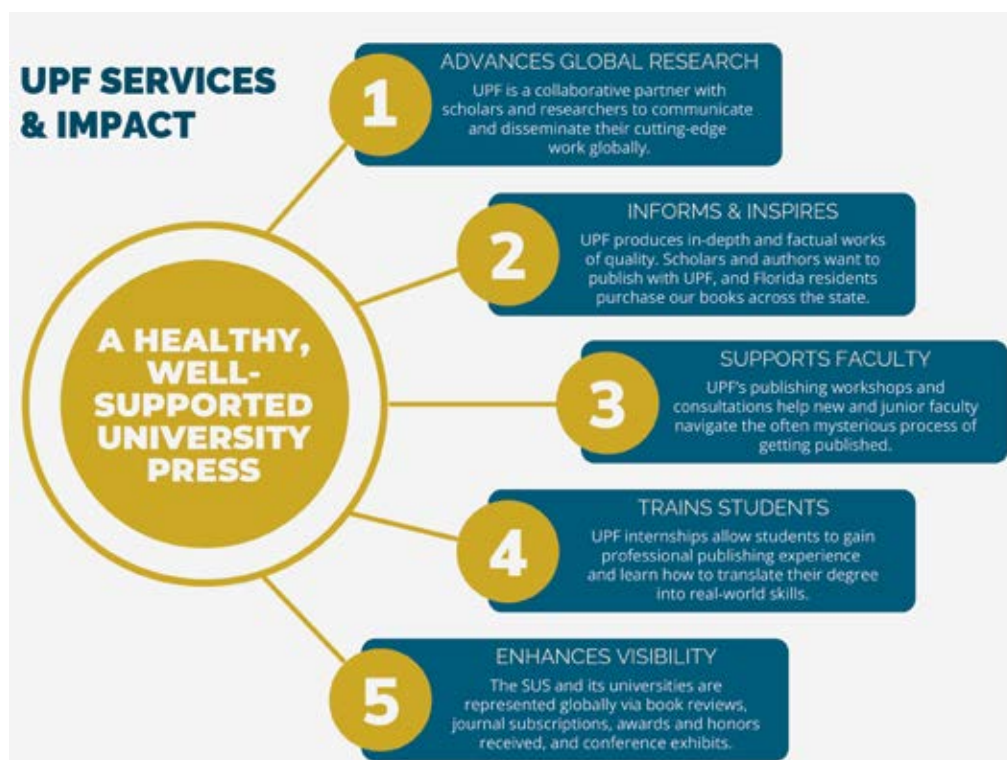 UPF SERVICES
& IMPACT
A HEALTHY,
WELL-
SUPPORTED
UNIVERSITY
PRESS
1
ADVANCES GLOBAL RESEARCH
UPF is a collaborative partner with
scholars and researchers to communicate
and disseminate their cutting-edge
work globally.
2
INFORMS & INSPIRES
UPF produces in-depth and factual works
of quality. Scholars and authors want to
publish with UPF, and Florida residents
purchase our books across the state.
3
SUPPORTS FACULTY
UPF's publishing workshops and
consultations help new and junior faculty
navigate the often mysterious process of
getting published.
4
TRAINS STUDENTS
UPF internships allow students to gain
professional publishing experience
and learn how to translate their degree
into real-world skills.
5
ENHANCES VISIBILITY
The SUS and its universities are
represented globally via book reviews,
journal subscriptions, awards and honors
received, and conference exhibits.